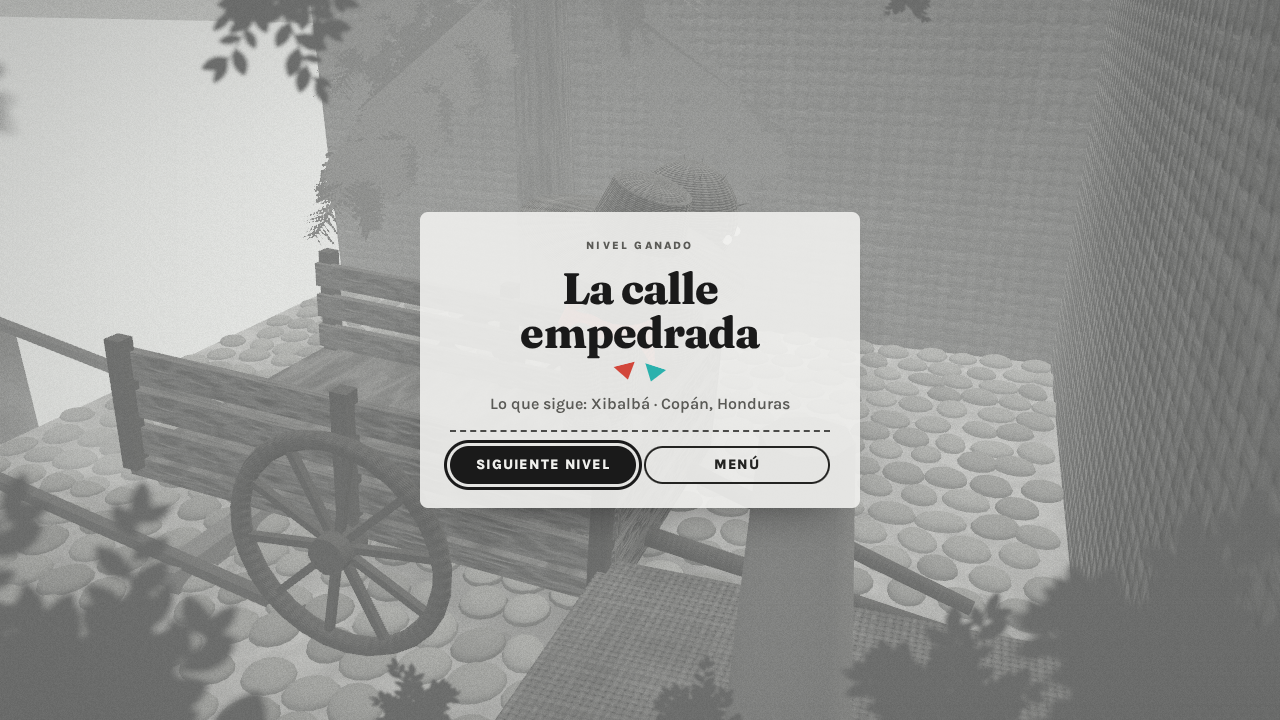 NIVEL GANADO
La calle
empedrada
Lo que sigue: Xibalbá · Copán, Honduras
SIGUIENTE NIVEL
MENÚ